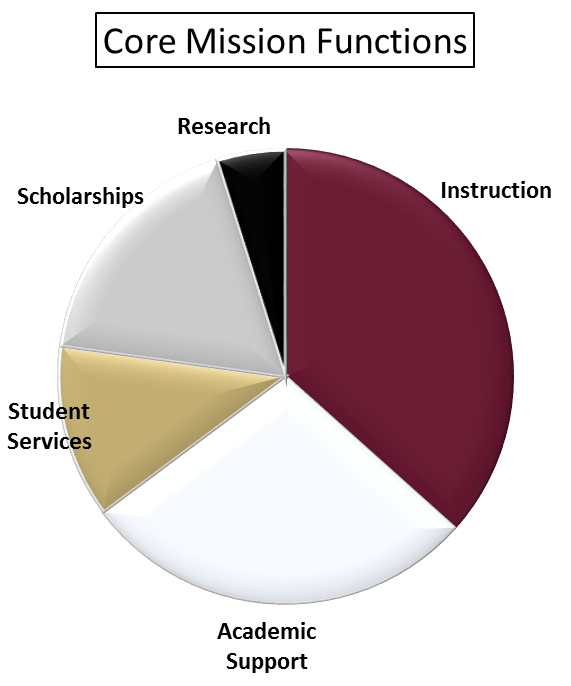 Core Mission Functions
Research
Instruction
Scholarships
Student
Services
Academic
Support